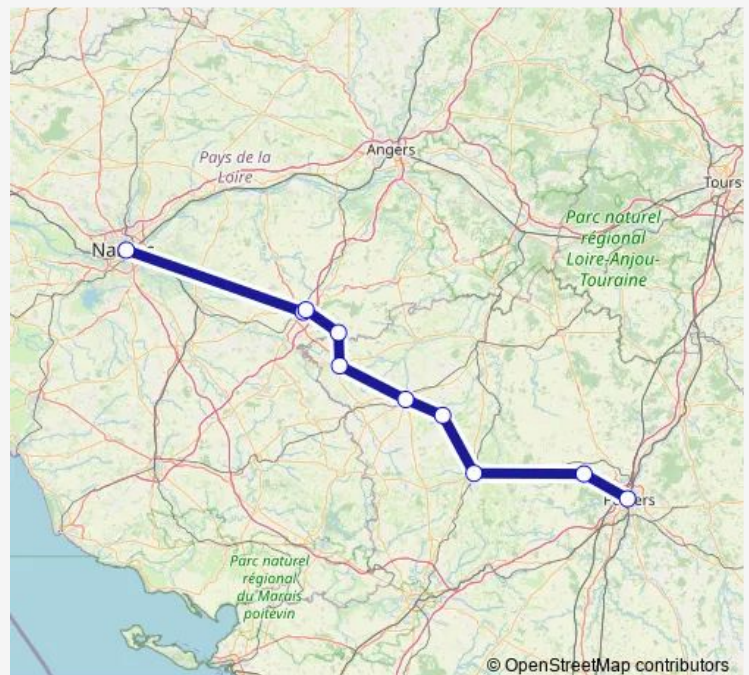 Angers
Pays de la
Loire
Tours
Parc naturel
régional
Loire-Anjou-
Touraine
Parc naturel
régional
du Marais
poitevin
© OpenStreetMap contributors